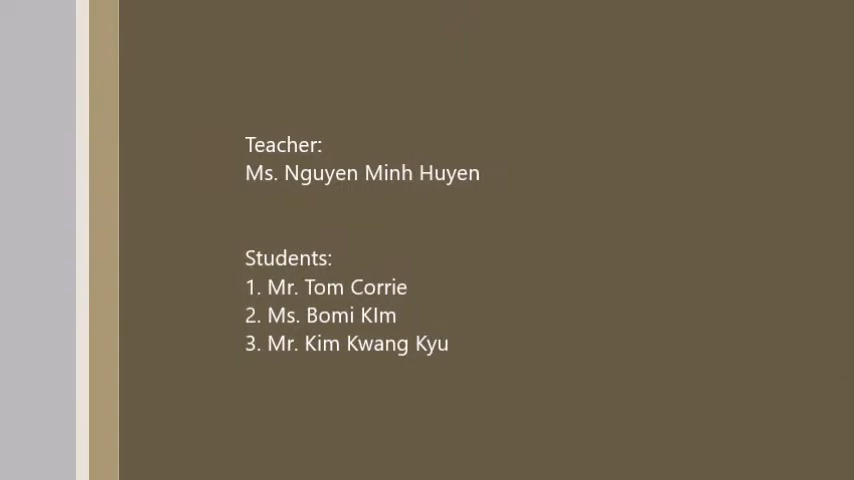 Teacher:
Ms. Nguyen Minh Huyen
Students:
1. Mr. Tom Corrie
2. Ms. Bomi KIm
3. Mr. Kim Kwang Kyu